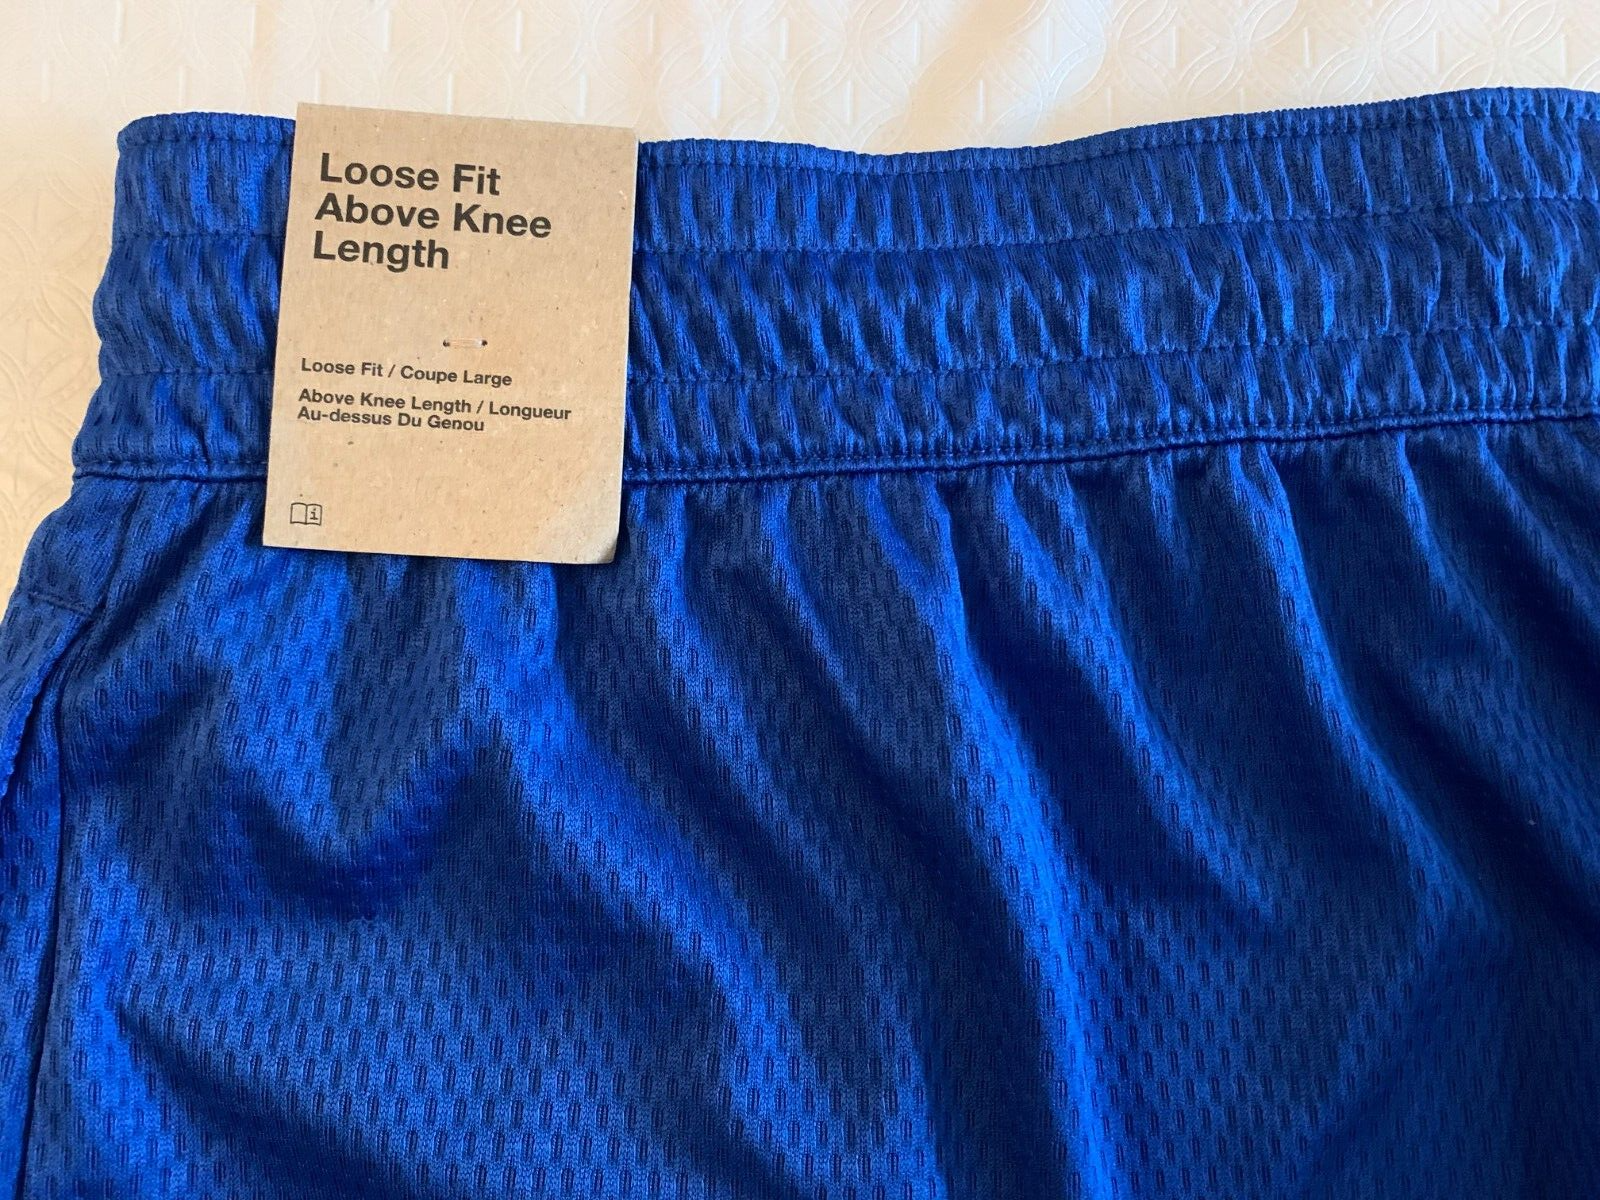 Loose Fit
Above Knee
Length
Loose Fit / Coupe Large
Above Knee Length / Longueur
Au-dessus Du Genou
i